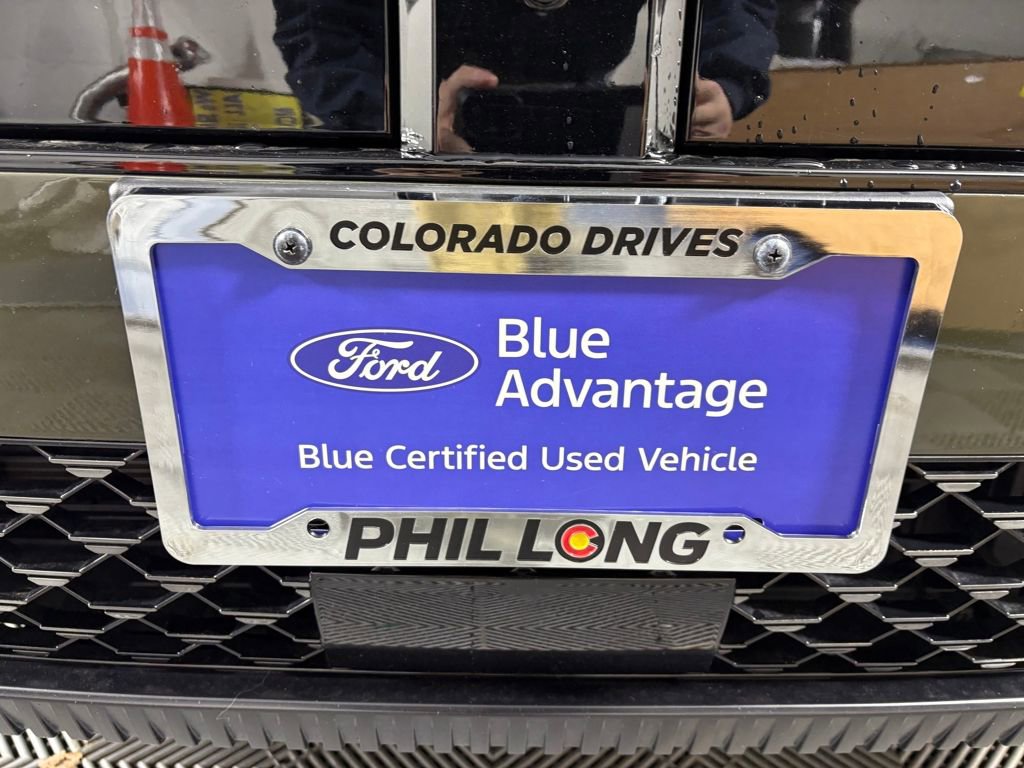 COLORADO DRIVES
Ford
Blue
Advantage
Blue Certified Used Vehicle
PHIL LONG